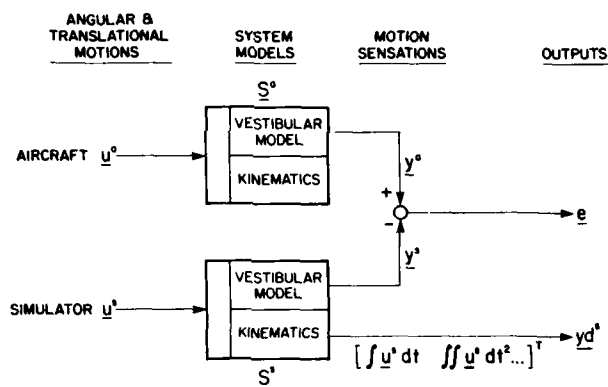 ANGULAR &
TRANSLATIONAL
MOTIONS
SYSTEM
MODELS
MOTION
SENSATIONS
OUTPUTS
S^a
VESTIBULAR
MODEL
KINEMATICS
AIRCRAFT u^a
y^a
+
-
e
y^s
VESTIBULAR
MODEL
KINEMATICS
SIMULATOR u^s
[∫u^s dt ∬u^s dt²...]^T
yd^s
S^s